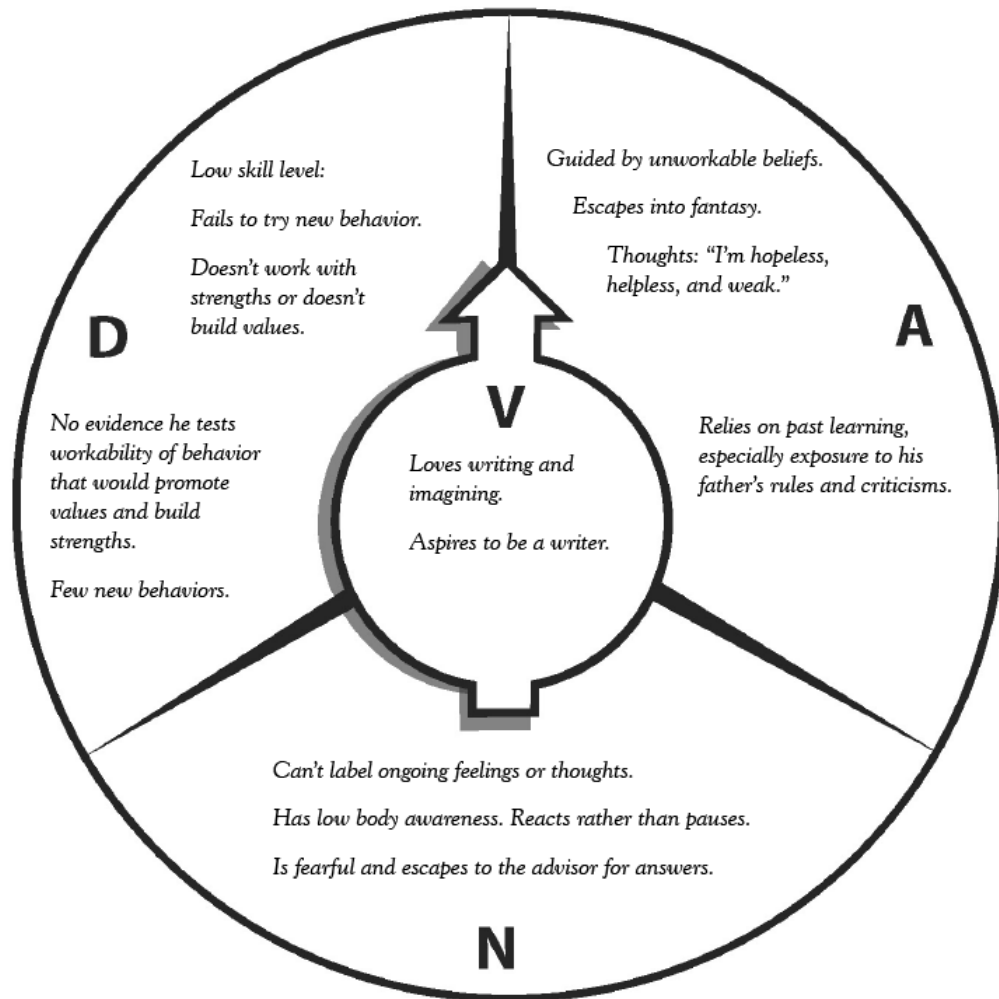 Low skill level:
Fails to try new behavior.
Doesn't work with
strengths or doesn't
build values.
D
No evidence he tests
workability of behavior
that would promote
values and build
strengths.
Few new behaviors.
Guided by unworkable beliefs.
Escapes into fantasy.
Thoughts: “I'm hopeless,
helpless, and weak.”
A
Relies on past learning,
especially exposure to his
father's rules and criticisms.
V
Loves writing and
imagining.
Aspires to be a writer.
Can't label ongoing feelings or thoughts.
Has low body awareness. Reacts rather than pauses.
Is fearful and escapes to the advisor for answers.
N